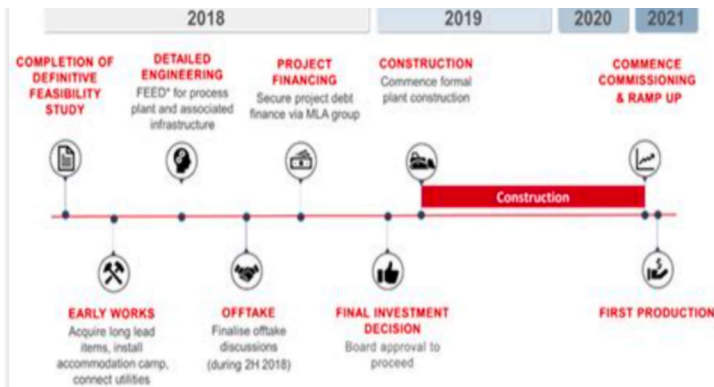 2018
2019
2020
2021
COMPLETION OF
DEFINITIVE
FEASIBILITY
STUDY
DETAILED
ENGINEERING
FEED* for process
plant and associated
infrastructure
PROJECT
FINANCING
Secure project debt
finance via MLA group
CONSTRUCTION
Commence formal
plant construction
COMMENCE
COMMISSIONING
& RAMP UP
Construction
EARLY WORKS
Acquire long lead
items, install
accommodation camp,
connect utilities
OFFTAKE
Finalise offtake
discussions
(during 2H 2018)
FINAL INVESTMENT
DECISION
Board approval to
proceed
FIRST PRODUCTION